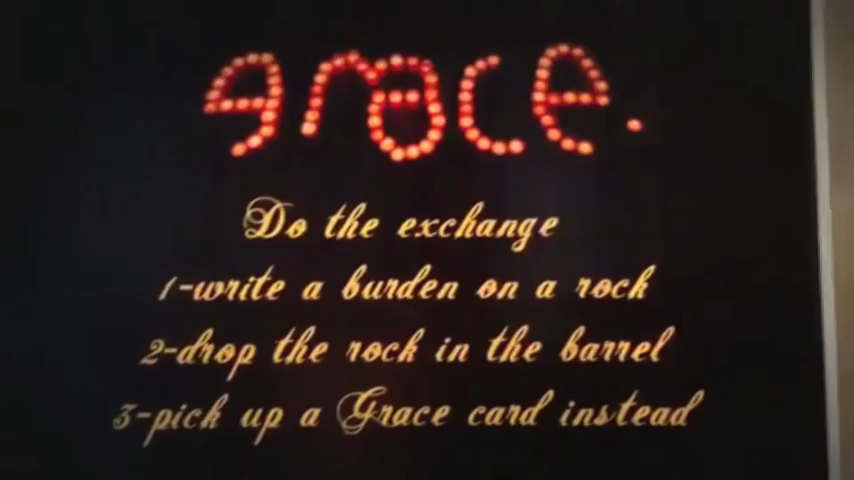 grace.
Do the exchange
1-write a burden on a rock
2-drop the rock in the barrel
3-pick up a Grace card instead